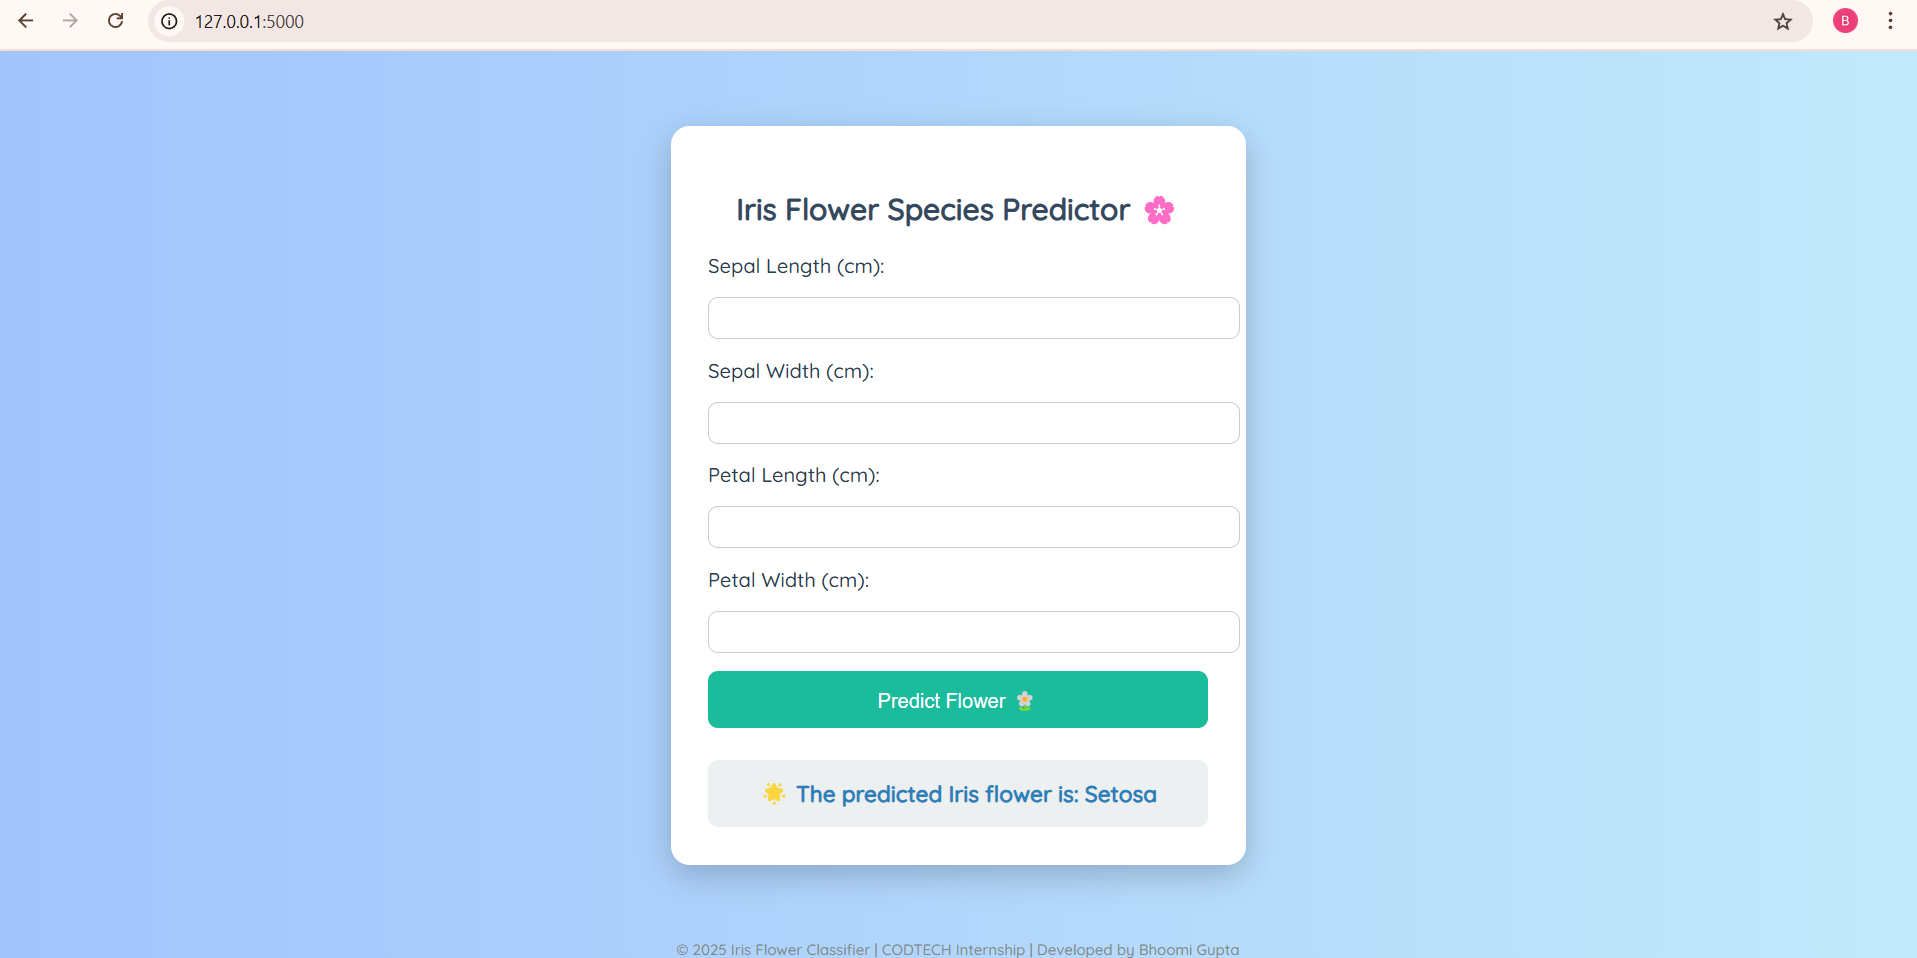 127.0.0.1:5000
B
Iris Flower Species Predictor 🌸
Sepal Length (cm):
Sepal Width (cm):
Petal Length (cm):
Petal Width (cm):
Predict Flower
🌟 The predicted Iris flower is: Setosa
© 2025 Iris Flower Classifier | CODTECH Internship | Developed by Bhoomi Gupta